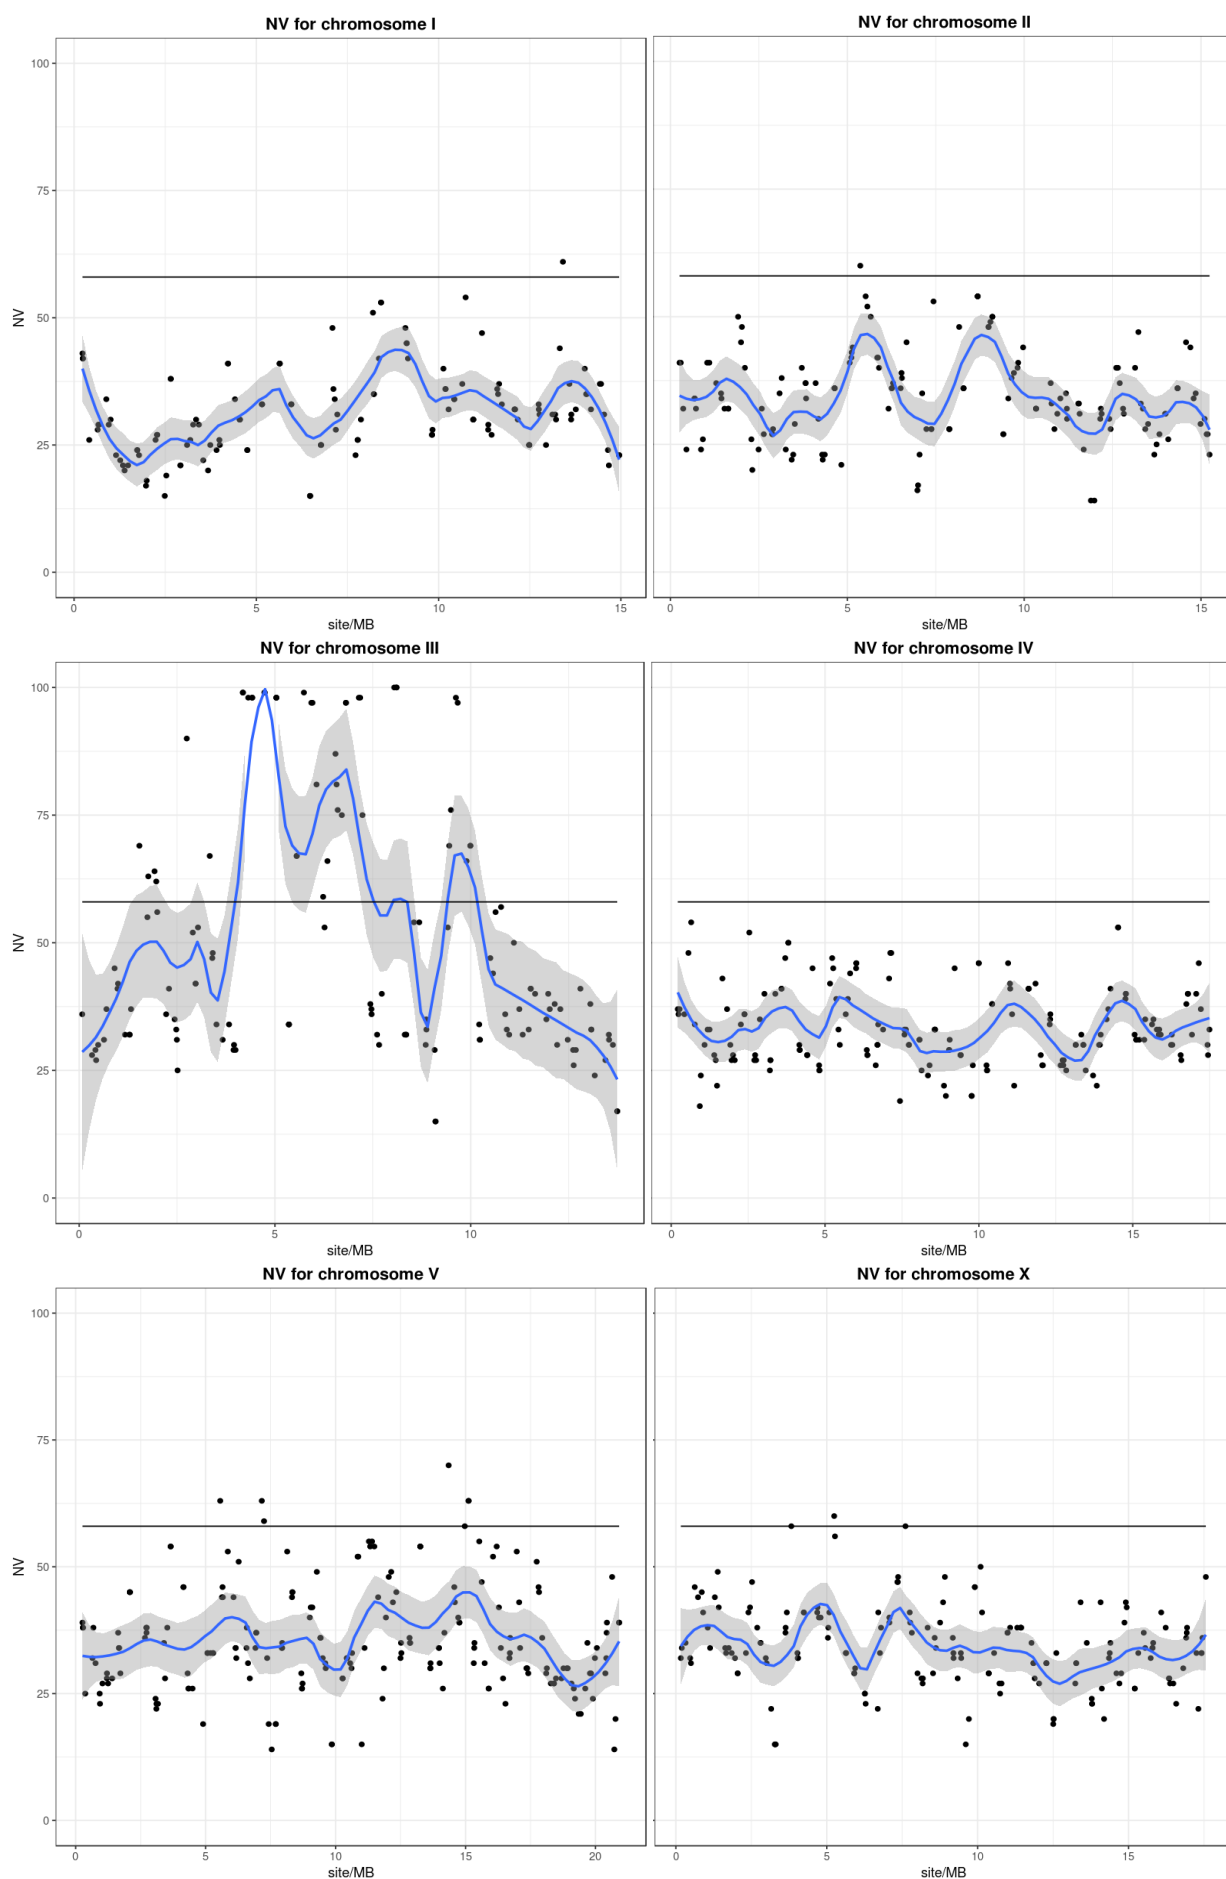 NV for chromosome I
NV for chromosome II
100
75
50
25
0
NV
0 5 10 15
site/MB
0 5 10 15
site/MB
NV for chromosome III
NV for chromosome IV
100
75
50
25
0
NV
0 5 10
site/MB
0 5 10 15
site/MB
NV for chromosome V
NV for chromosome X
100
75
50
25
0
NV
0 5 10 15 20
site/MB
0 5 10 15
site/MB